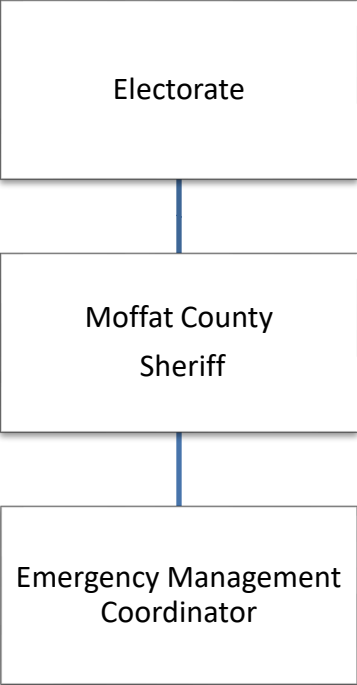 Electorate
Moffat County
Sheriff
Emergency Management
Coordinator